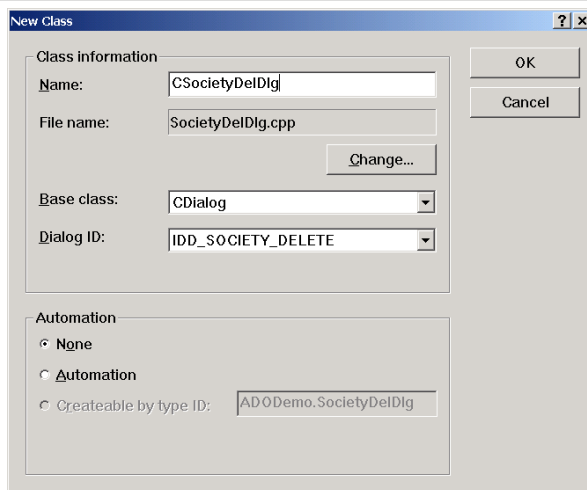 New Class
Class information
Name: CSocietyDelDlg
File name: SocietyDelDlg.cpp
Change...
Base class: CDialog
Dialog ID: IDD_SOCIETY_DELETE
OK
Cancel
Automation
None
Automation
Createable by type ID: ADODemo.SocietyDelDlg